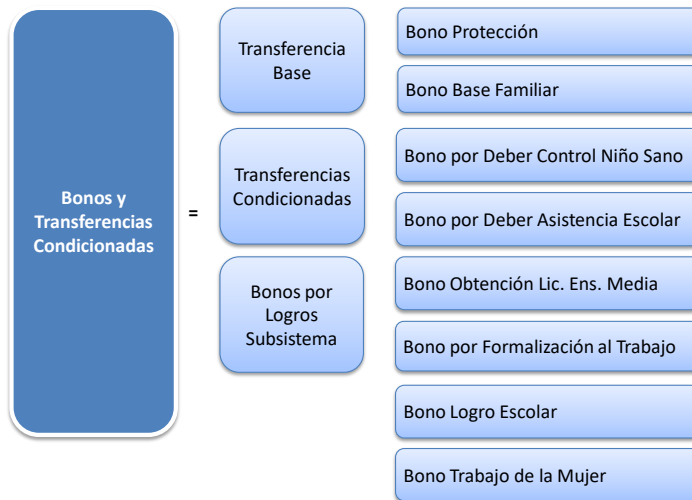 Bonos y
Transferencias
Condicionadas
=
Transferencia
Base
Transferencias
Condicionadas
Bonos por
Logros
Subsistema
Bono Protección
Bono Base Familiar
Bono por Deber Control Niño Sano
Bono por Deber Asistencia Escolar
Bono Obtención Lic. Ens. Media
Bono por Formalización al Trabajo
Bono Logro Escolar
Bono Trabajo de la Mujer